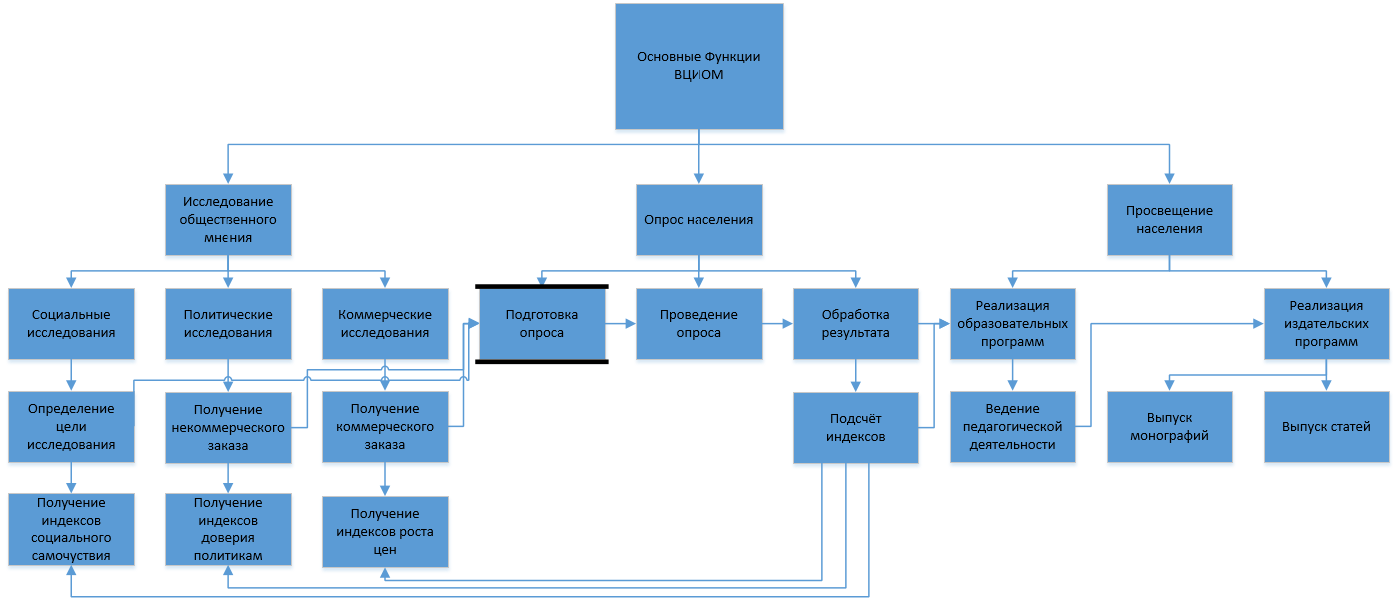 Основные Функции
ВЦИОМ
Исследование
общественного
мнения
Опрос населения
Просвещение
населения
Социальные
исследования
Политические
исследования
Коммерческие
исследования
Подготовка
опроса
Проведение
опроса
Обработка
результата
Реализация
образовательных
программ
Реализация
издательских
программ
Определение
цели
исследования
Получение
некоммерческого
заказа
Получение
коммерческого
заказа
Подсчёт
индексов
Ведение
педагогической
деятельности
Выпуск
монографий
Выпуск статей
Получение
индексов
социального
самочуствия
Получение
индексов
доверия
политикам
Получение
индексов роста
цен